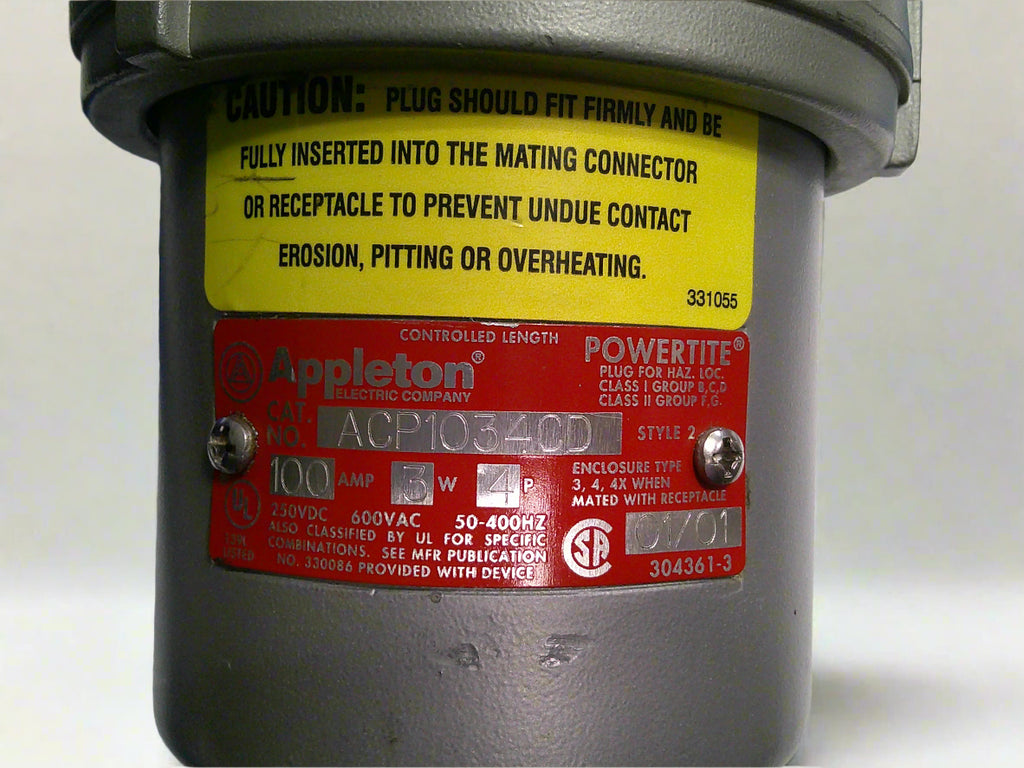 CAUTION: PLUG SHOULD FIT FIRMLY AND BE
FULLY INSERTED INTO THE MATING CONNECTOR
OR RECEPTACLE TO PREVENT UNDUE CONTACT
EROSION, PITTING OR OVERHEATING.
331055
CONTROLLED LENGTH
Appleton®
ELECTRIC COMPANY
POWERTITE®
PLUG FOR HAZ. LOC.
CLASS I GROUP B,C,D
CLASS II GROUP F,G.
CAT. NO. ACP1034CD
STYLE 2
100 AMP 3 W 4 P
ENCLOSURE TYPE
3, 4, 4X WHEN
MATED WITH RECEPTACLE
UL
LISTED
250VDC 600VAC 50-400HZ
ALSO CLASSIFIED BY UL FOR SPECIFIC
COMBINATIONS. SEE MFR PUBLICATION
NO. 330086 PROVIDED WITH DEVICE
SA
01/01
304361-3